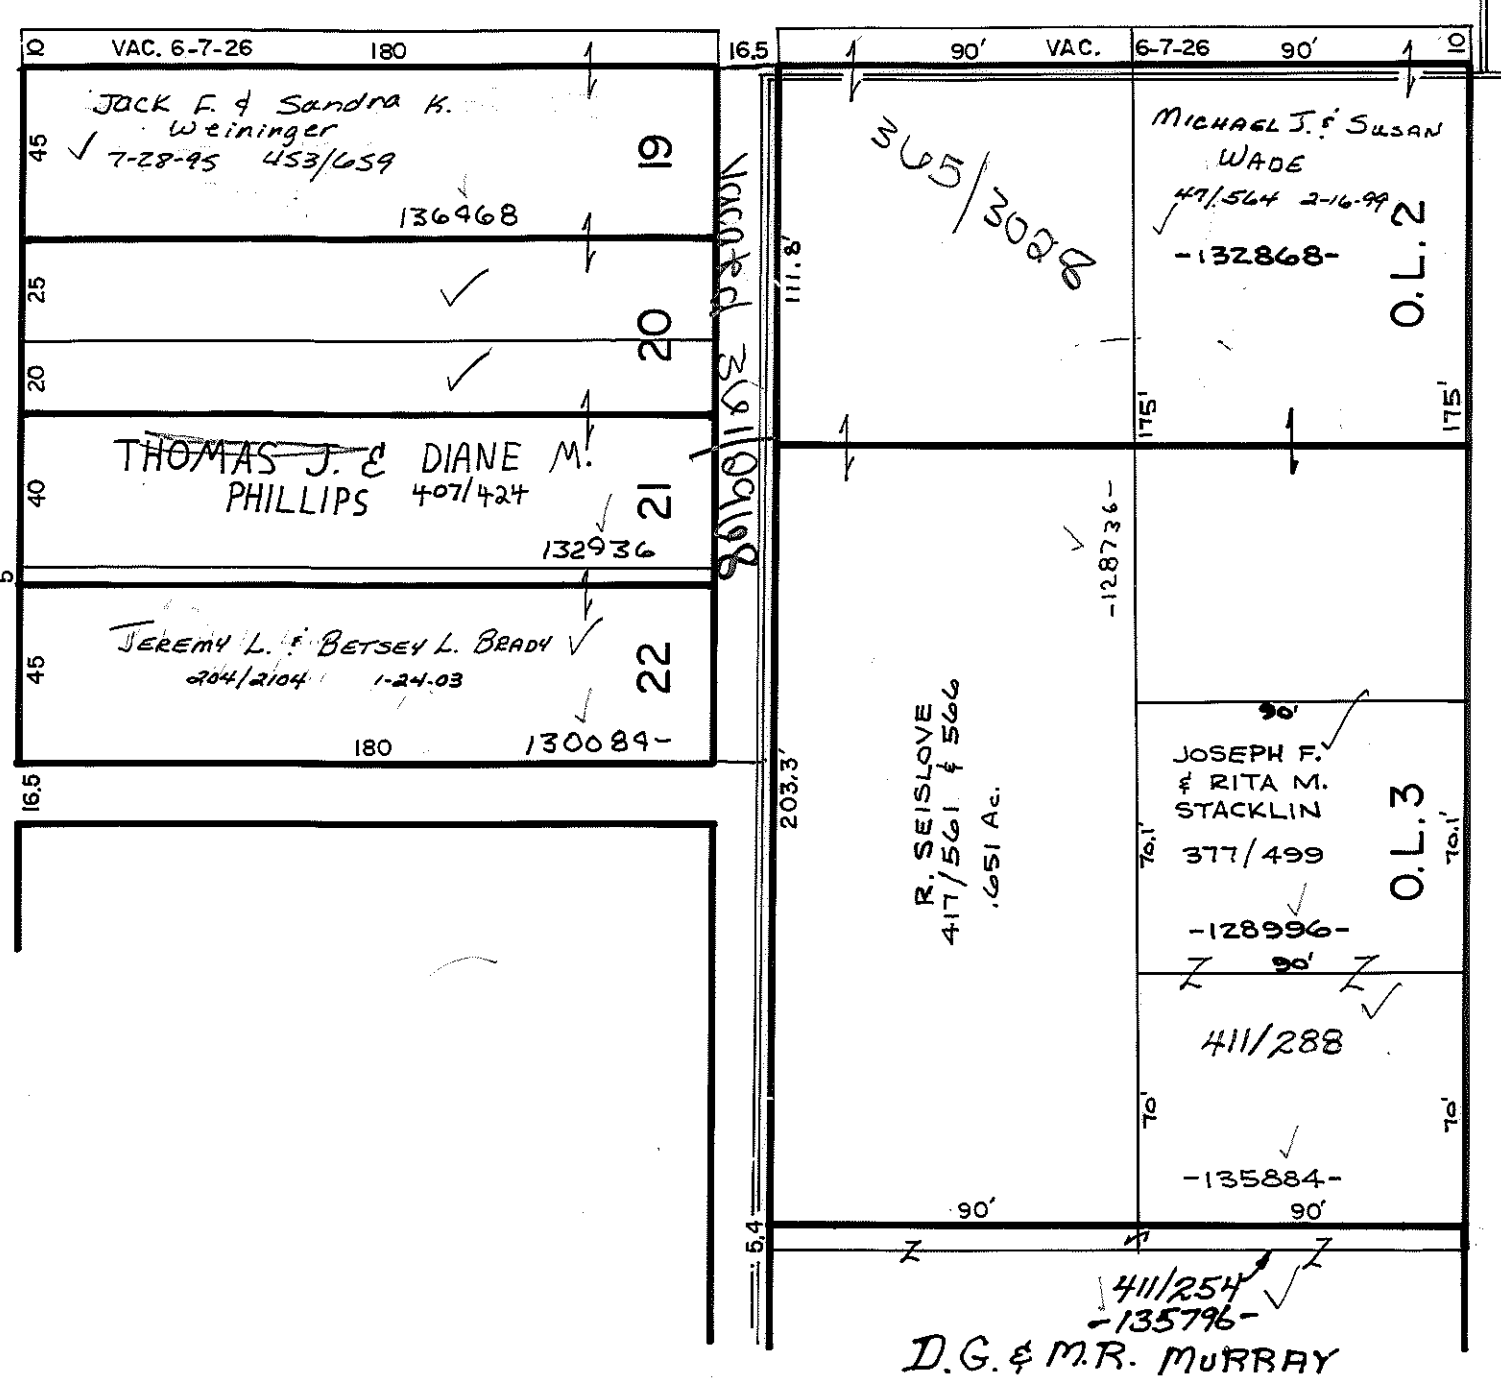 10
VAC. 6-7-26
180
16.5
90'
VAC.
6-7-26
90'
10
Jack F. & Sandra K.
Weininger
7-28-95 453/659
45
19
136468
25
20
20
THOMAS J. & DIANE M.
PHILLIPS 407/424
40
21
132936
5
JEREMY L. & BETSEY L. BRADY
204/2104 1-24-03
45
22
130084-
180
16.5
Vacated
365/3028
111.8'
MICHAEL J. & SUSAN
WADE
47/564 2-16-99
-132868-
O.L. 2
175'
175'
-128736-
203.3'
R. SEISLOVE
417/561 & 566
.651 Ac.
90'
JOSEPH F.
& RITA M.
STACKLIN
377/499
-128996-
O.L. 3
70.1'
70.1'
90'
411/288
70'
70'
-135884-
90'
90'
5.4
411/254
-135796-
D.G. & M.R. MURRAY